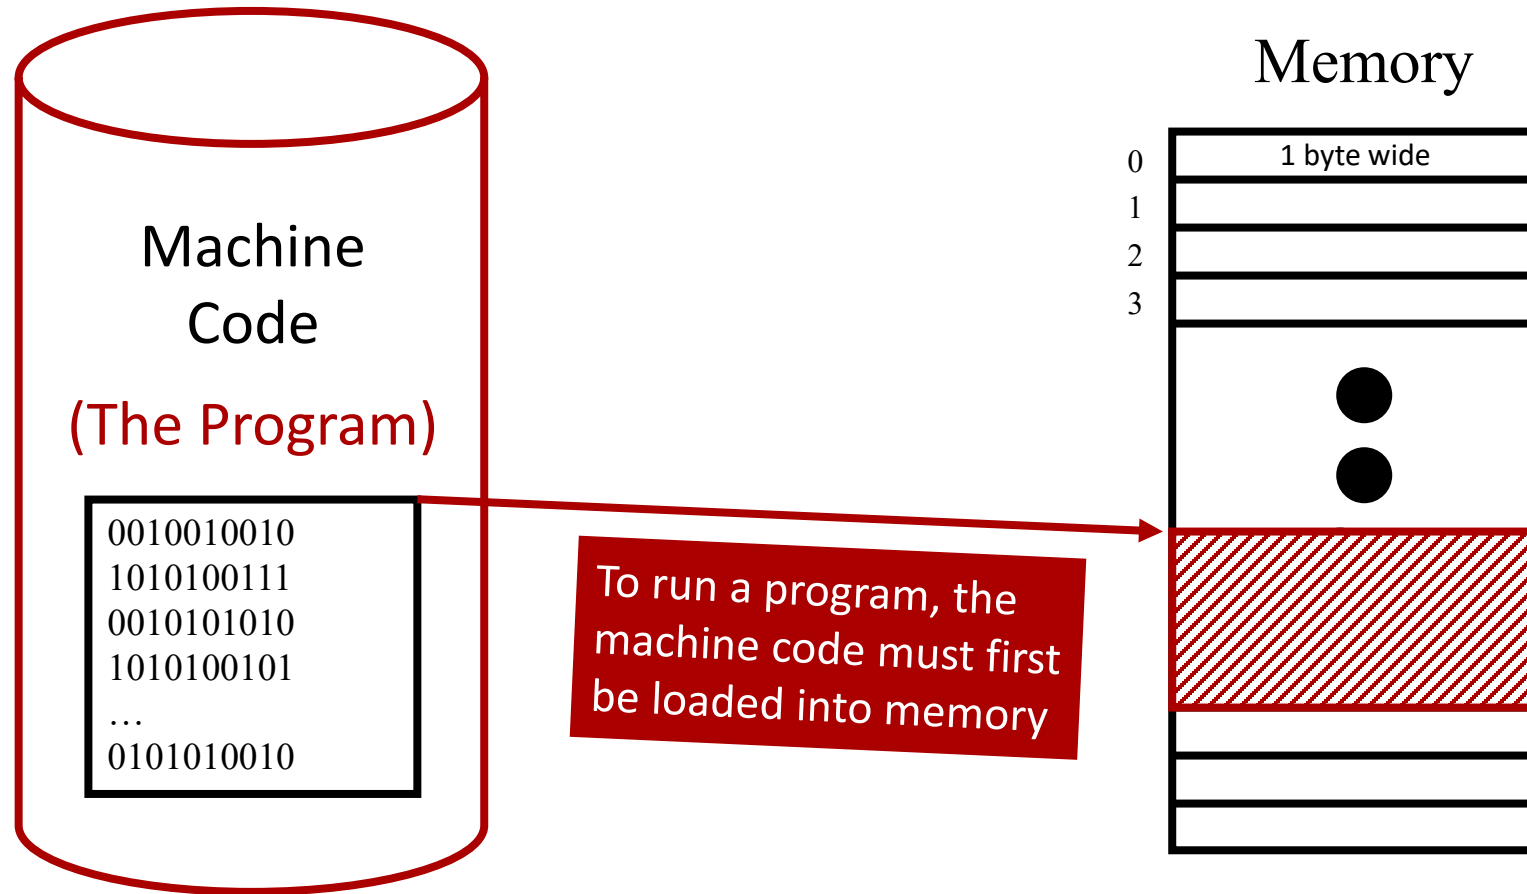 Machine
Code
(The Program)
0010010010
1010100111
0010101010
1010100101
…
0101010010
To run a program, the
machine code must first
be loaded into memory
Memory
0
1 byte wide
1
2
3